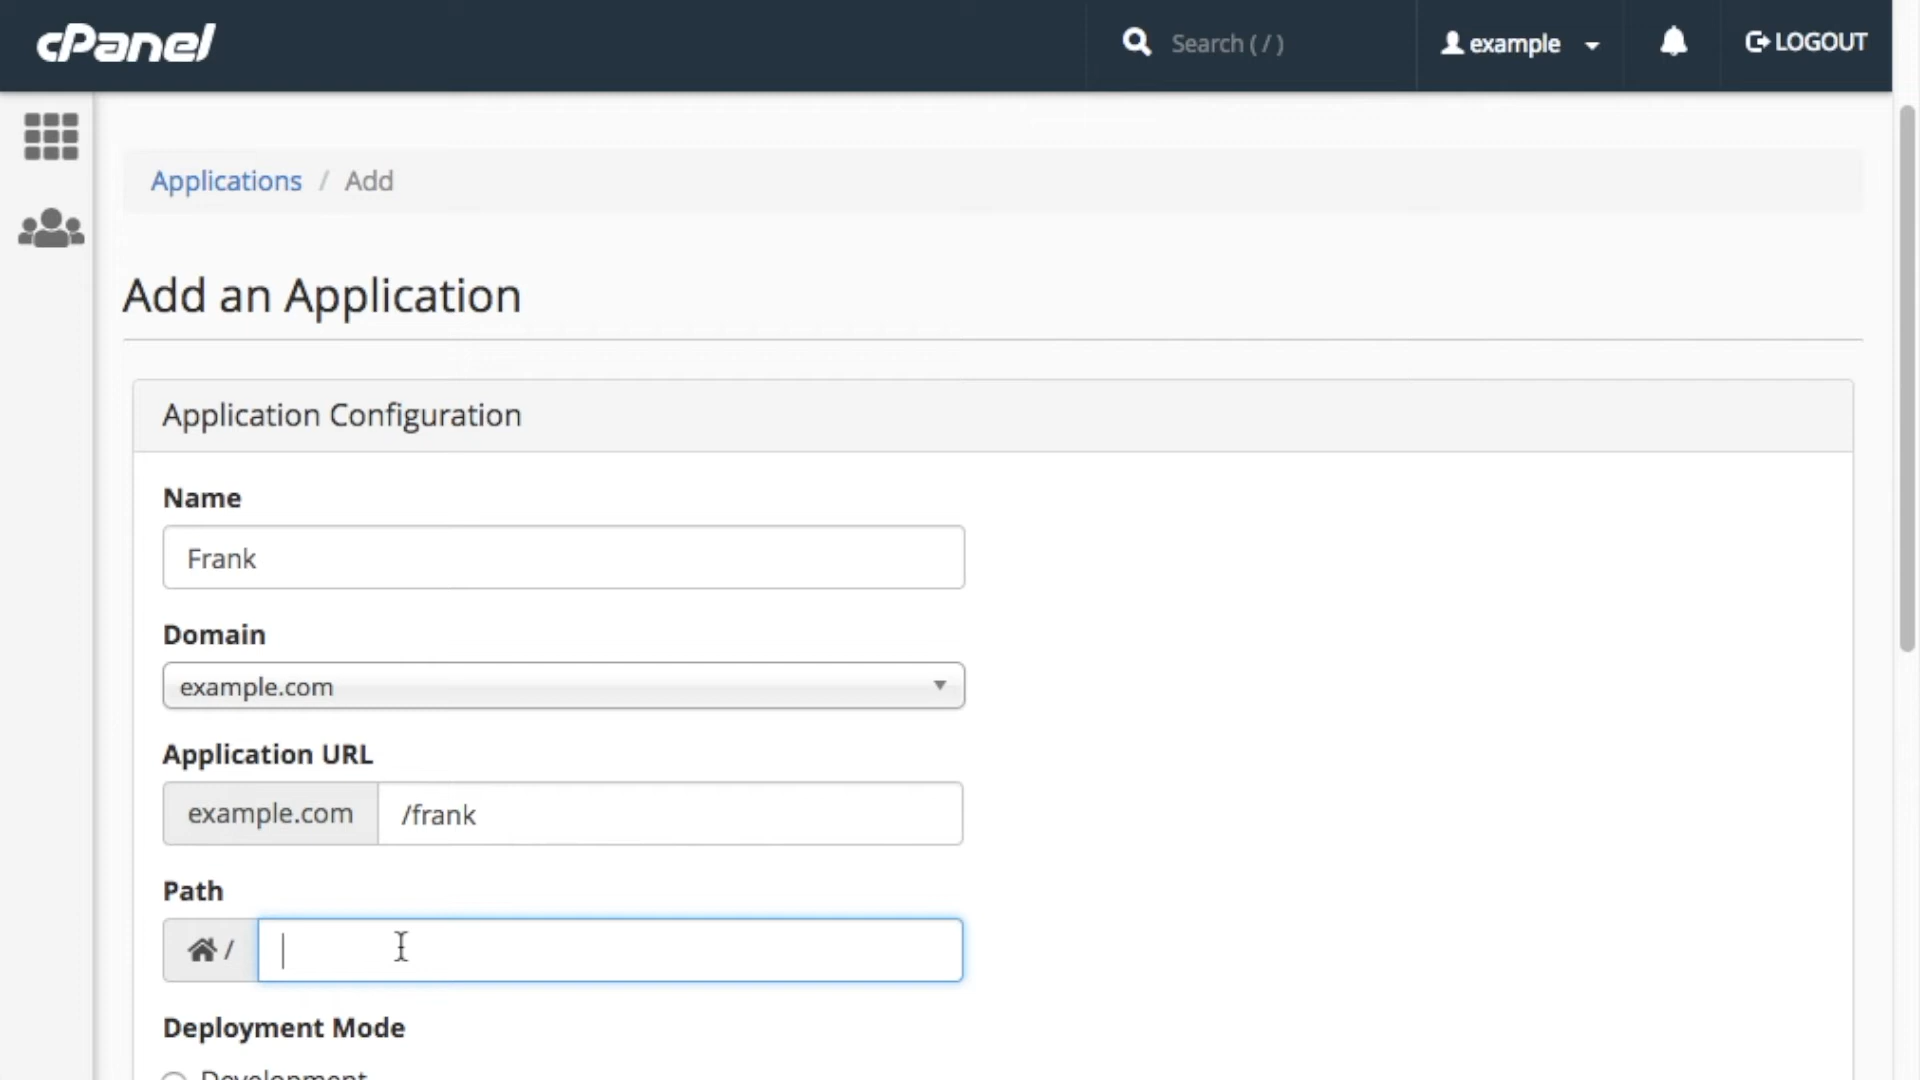 cPanel
Search ( / )
example
LOGOUT
Applications / Add
Add an Application
Application Configuration
Name
Frank
Domain
example.com
Application URL
example.com /frank
Path
/
Deployment Mode
Development